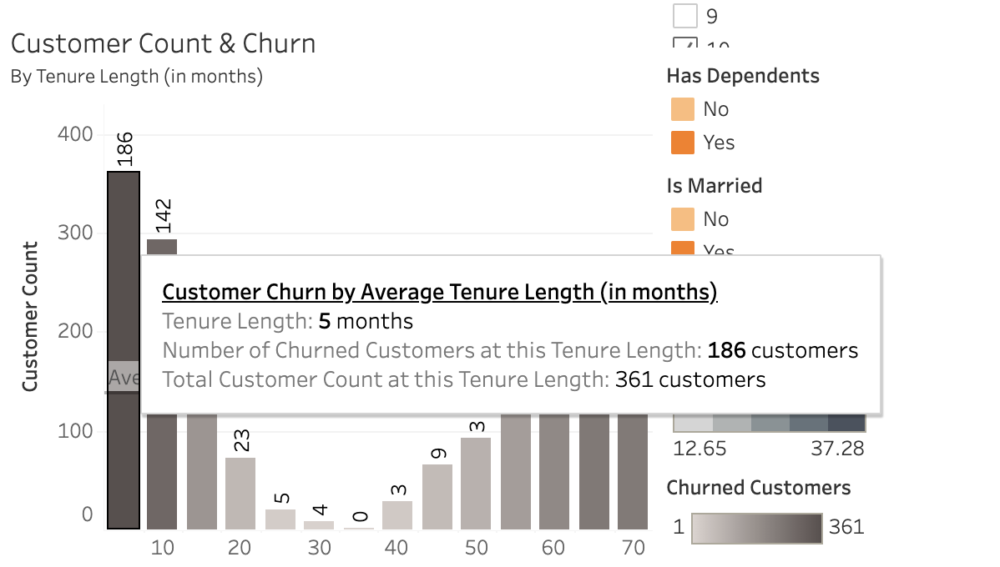 Customer Count & Churn
By Tenure Length (in months)
Customer Count
400
300
200
100
0
186
142
Ave
23
5
4
0
3
9
3
10
20
30
40
50
60
70
Customer Churn by Average Tenure Length (in months)
Tenure Length: 5 months
Number of Churned Customers at this Tenure Length: 186 customers
Total Customer Count at this Tenure Length: 361 customers
9
10
Has Dependents
No
Yes
Is Married
No
Yes
12.65 37.28
Churned Customers
1 361